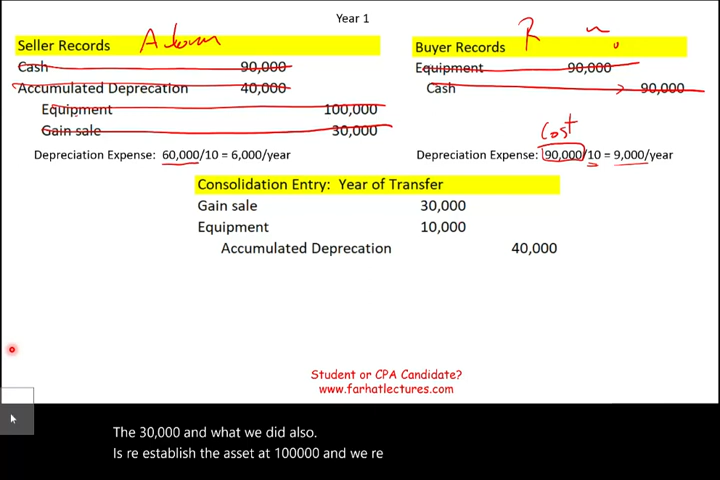 Year 1
Seller Records Adam
Cash 90,000
Accumulated Deprecation 40,000
Equipment 100,000
Gain sale 30,000
Depreciation Expense: 60,000/10 = 6,000/year
Buyer Records R
Equipment 90,000
Cash 90,000
Cost
Depreciation Expense: 90,000/10 = 9,000/year
Consolidation Entry: Year of Transfer
Gain sale 30,000
Equipment 10,000
Accumulated Deprecation 40,000
Student or CPA Candidate?
www.farhatlectures.com
The 30,000 and what we did also.
Is re establish the asset at 100000 and we re